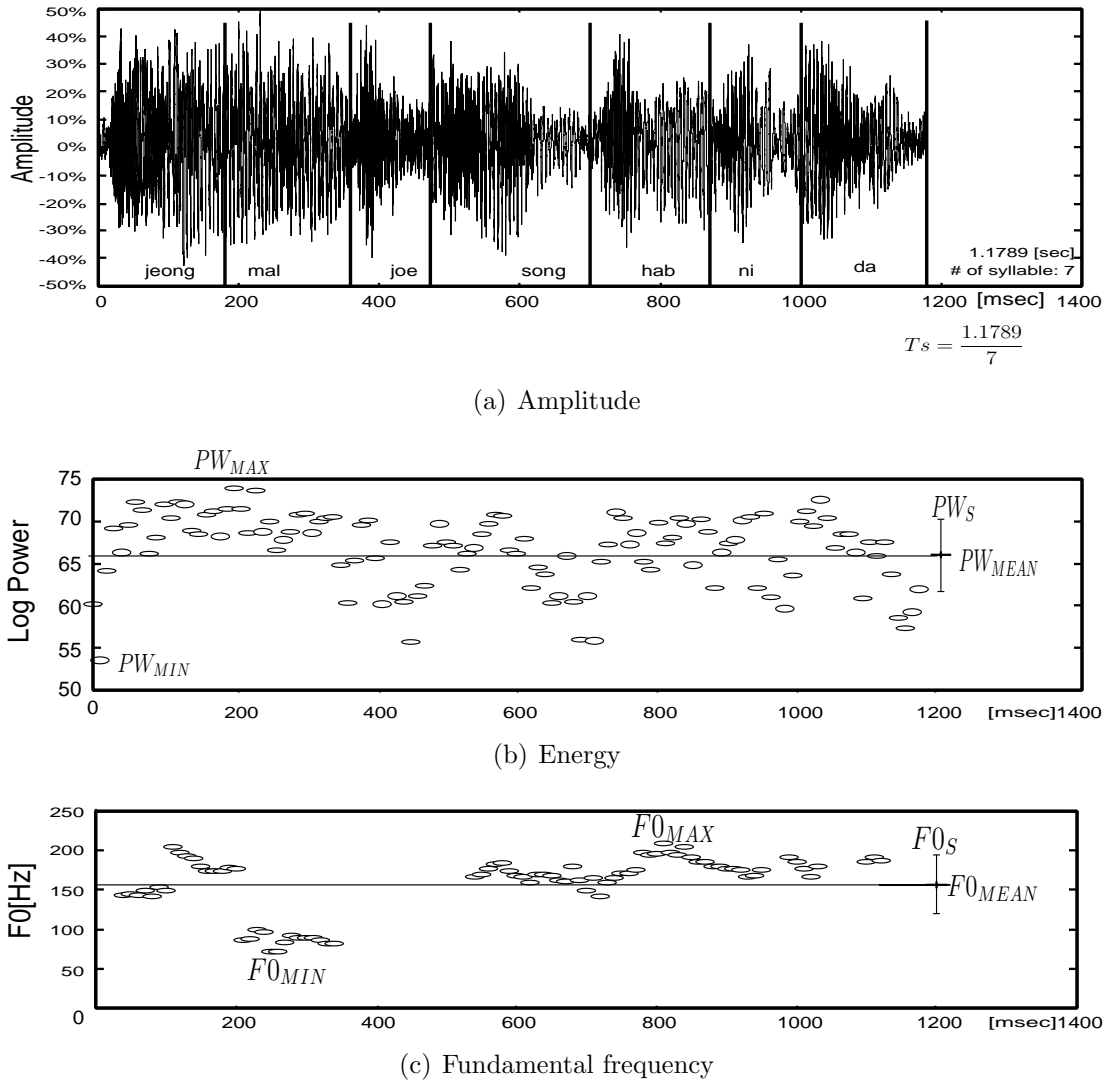 50%
40%
30%
20%
10%
0%
-10%
-20%
-30%
-40%
-50%
Amplitude
jeong mal joe song hab ni da
1.1789 [sec]
# of syllable: 7
0 200 400 600 800 1000 1200 [msec] 1400
Ts = 1.1789/7
(a) Amplitude
75
70
65
60
55
50
Log Power
PW_MAX
PW_S
PW_MEAN
PW_MIN
0 200 400 600 800 1000 1200 [msec]1400
(b) Energy
250
200
150
100
50
0
F0[Hz]
F0_MAX
F0_S
F0_MEAN
F0_MIN
200 400 600 800 1000 1200 [msec]1400
(c) Fundamental frequency